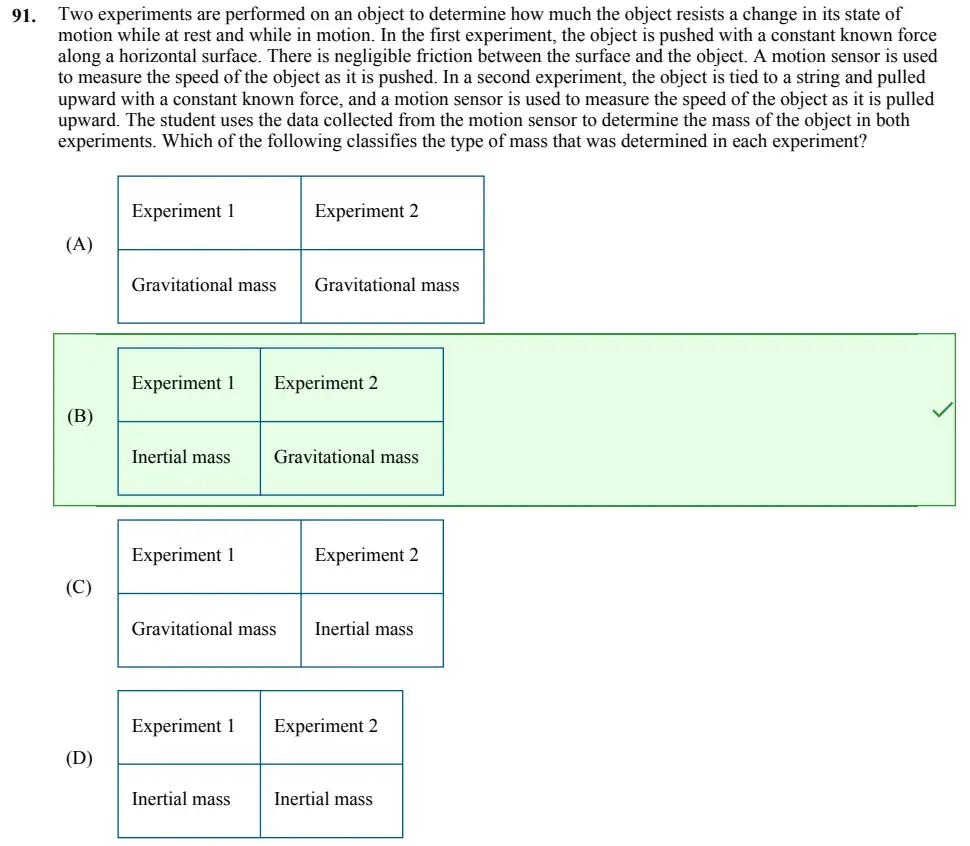 91. Two experiments are performed on an object to determine how much the object resists a change in its state of
motion while at rest and while in motion. In the first experiment, the object is pushed with a constant known force
along a horizontal surface. There is negligible friction between the surface and the object. A motion sensor is used
to measure the speed of the object as it is pushed. In a second experiment, the object is tied to a string and pulled
upward with a constant known force, and a motion sensor is used to measure the speed of the object as it is pulled
upward. The student uses the data collected from the motion sensor to determine the mass of the object in both
experiments. Which of the following classifies the type of mass that was determined in each experiment?
(A)
Experiment 1 Experiment 2
Gravitational mass Gravitational mass
(B)
Experiment 1 Experiment 2
Inertial mass Gravitational mass
(C)
Experiment 1 Experiment 2
Gravitational mass Inertial mass
(D)
Experiment 1 Experiment 2
Inertial mass Inertial mass